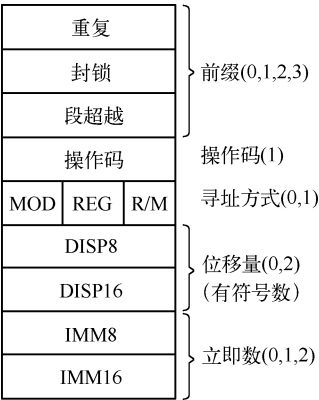 重复
封锁
段超越
前缀(0,1,2,3)
操作码
操作码(1)
MOD REG R/M
寻址方式(0,1)
DISP8
DISP16
位移量(0,2)
（有符号数）
IMM8
IMM16
立即数(0,1,2)